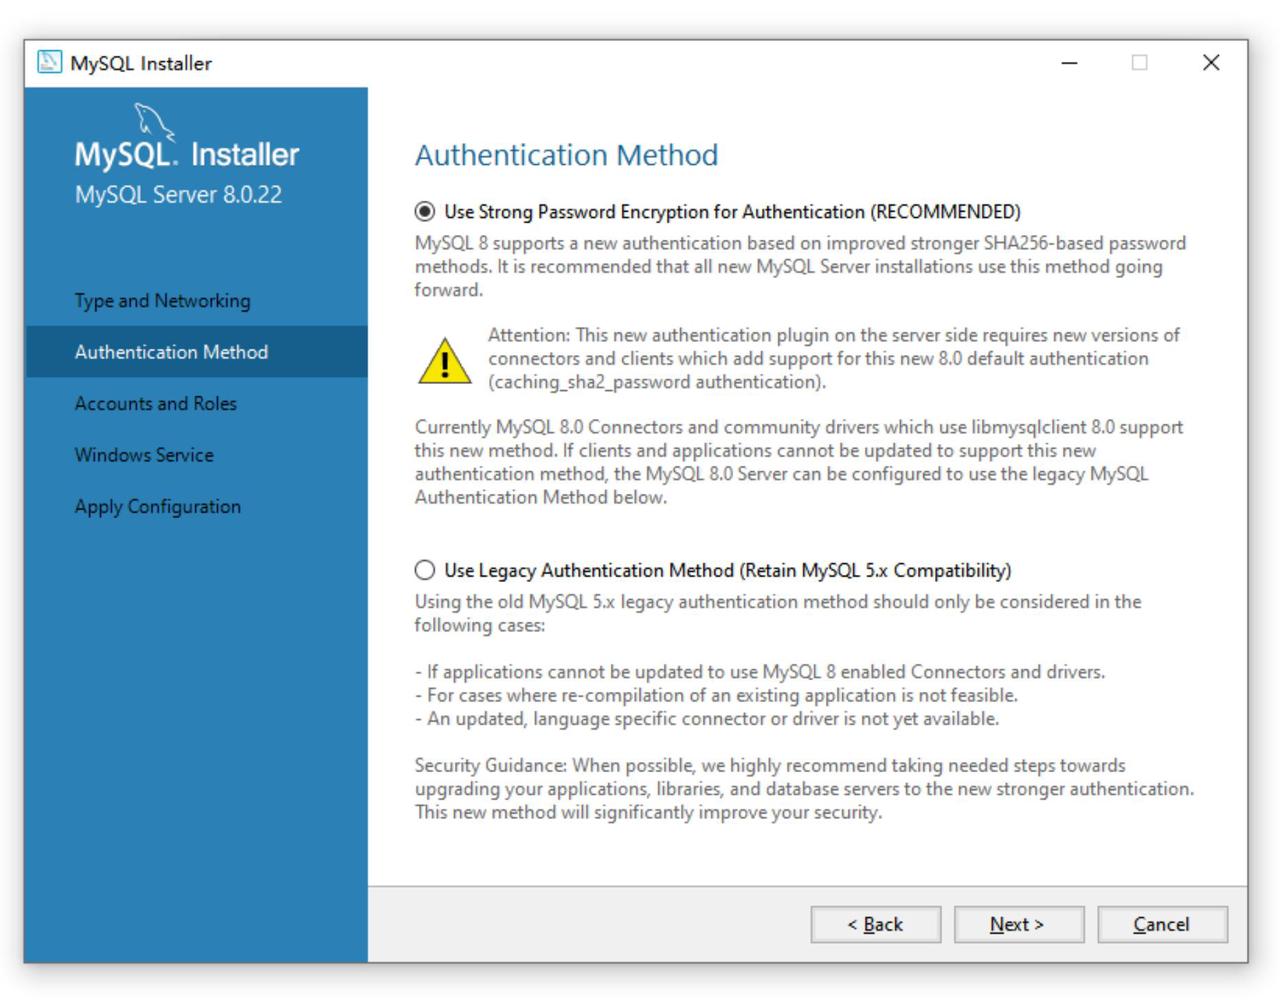 MySQL Installer
MySQL. Installer
MySQL Server 8.0.22
Type and Networking
Authentication Method
Accounts and Roles
Windows Service
Apply Configuration
Authentication Method
Use Strong Password Encryption for Authentication (RECOMMENDED)
MySQL 8 supports a new authentication based on improved stronger SHA256-based password
methods. It is recommended that all new MySQL Server installations use this method going
forward.
Attention: This new authentication plugin on the server side requires new versions of
connectors and clients which add support for this new 8.0 default authentication
(caching_sha2_password authentication).
Currently MySQL 8.0 Connectors and community drivers which use libmysqlclient 8.0 support
this new method. If clients and applications cannot be updated to support this new
authentication method, the MySQL 8.0 Server can be configured to use the legacy MySQL
Authentication Method below.
Use Legacy Authentication Method (Retain MySQL 5.x Compatibility)
Using the old MySQL 5.x legacy authentication method should only be considered in the
following cases:
- If applications cannot be updated to use MySQL 8 enabled Connectors and drivers.
- For cases where re-compilation of an existing application is not feasible.
- An updated, language specific connector or driver is not yet available.
Security Guidance: When possible, we highly recommend taking needed steps towards
upgrading your applications, libraries, and database servers to the new stronger authentication.
This new method will significantly improve your security.
< Back
Next >
Cancel